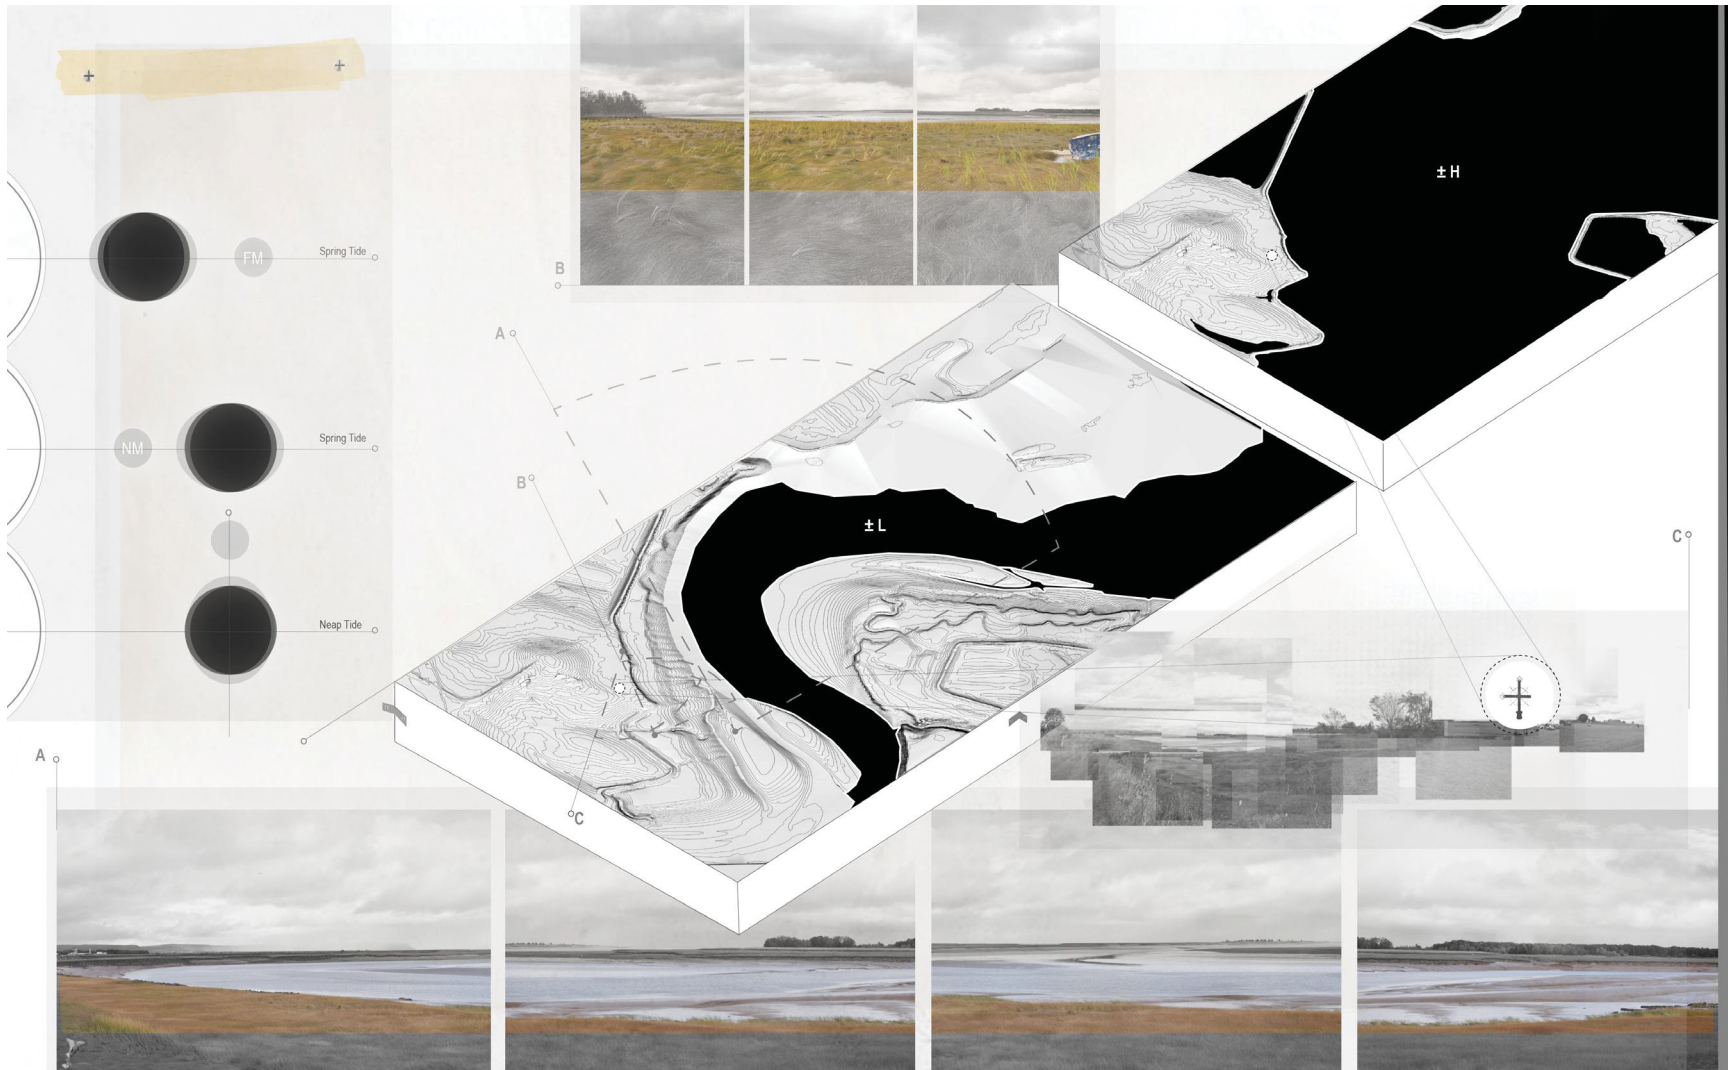 FM
Spring Tide
NM
Spring Tide
Neap Tide
B
A
B
C
A
± L
± H
C